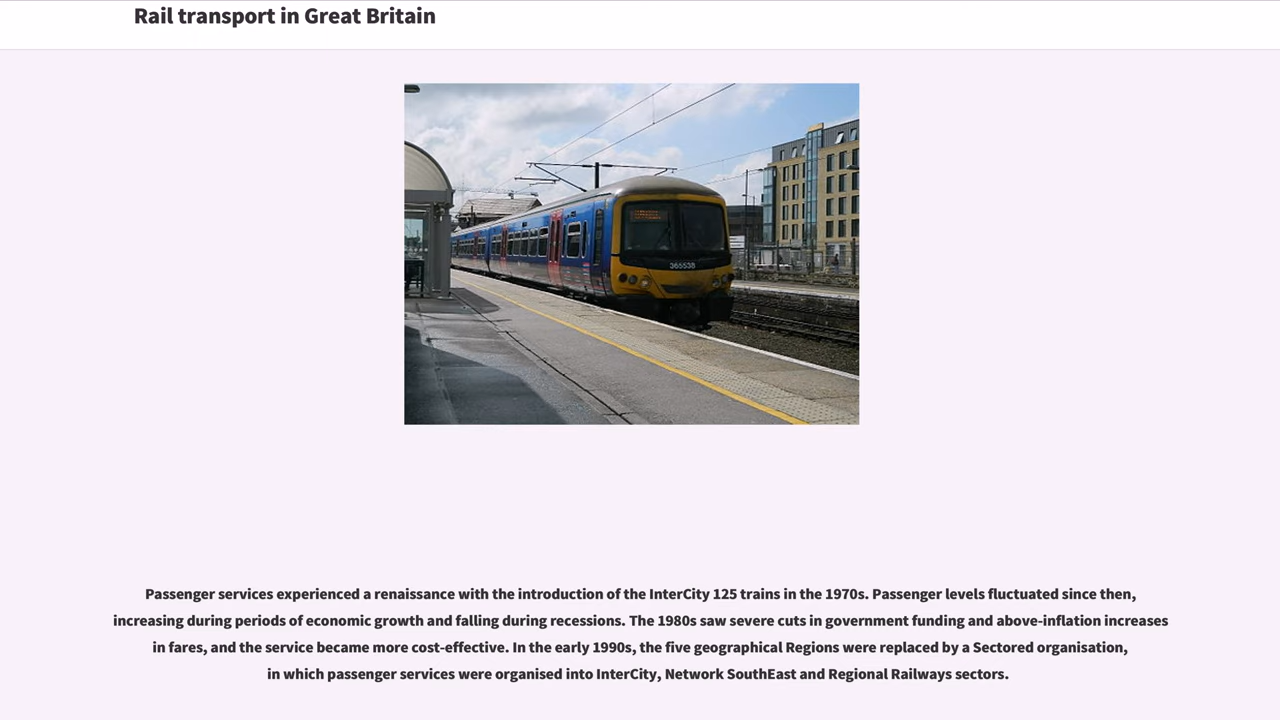 Rail transport in Great Britain
365538
Passenger services experienced a renaissance with the introduction of the InterCity 125 trains in the 1970s. Passenger levels fluctuated since then,
increasing during periods of economic growth and falling during recessions. The 1980s saw severe cuts in government funding and above-inflation increases
in fares, and the service became more cost-effective. In the early 1990s, the five geographical Regions were replaced by a Sectored organisation,
in which passenger services were organised into InterCity, Network SouthEast and Regional Railways sectors.